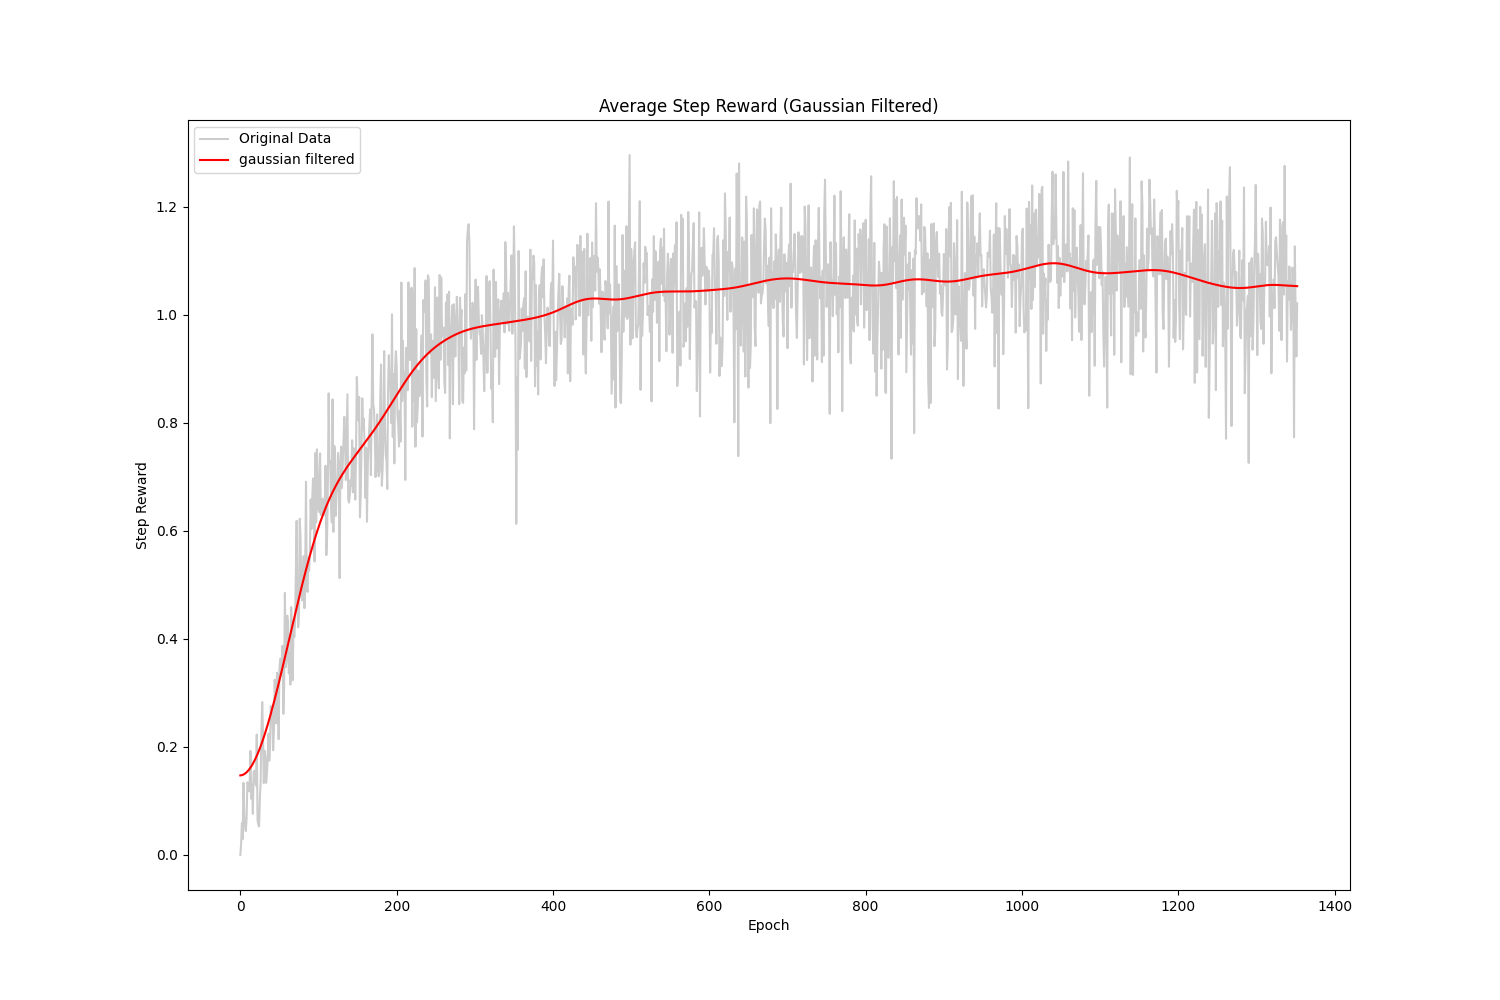 Average Step Reward (Gaussian Filtered)
Original Data
gaussian filtered
1.2
1.0
0.8
0.6
0.4
0.2
0.0
Step Reward
0 200 400 600 800 1000 1200 1400
Epoch